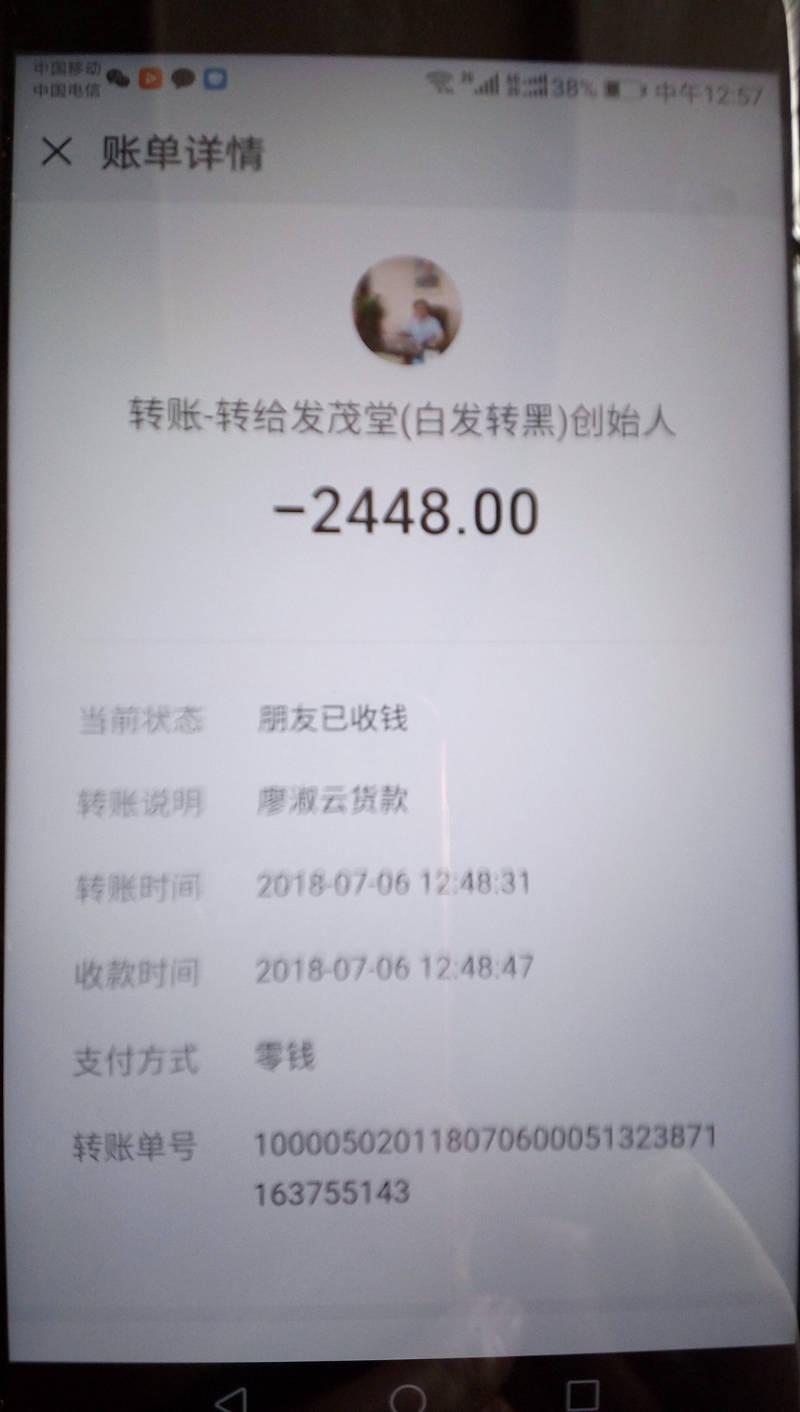 中国移动
中国电信
38% 中午12:57
账单详情
转账-转给发茂堂(白发转黑)创始人
-2448.00
当前状态 朋友已收钱
转账说明 廖淑云货款
转账时间 2018-07-06 12:48:31
收款时间 2018-07-06 12:48:47
支付方式 零钱
转账单号 100005020118070600051323871
163755143